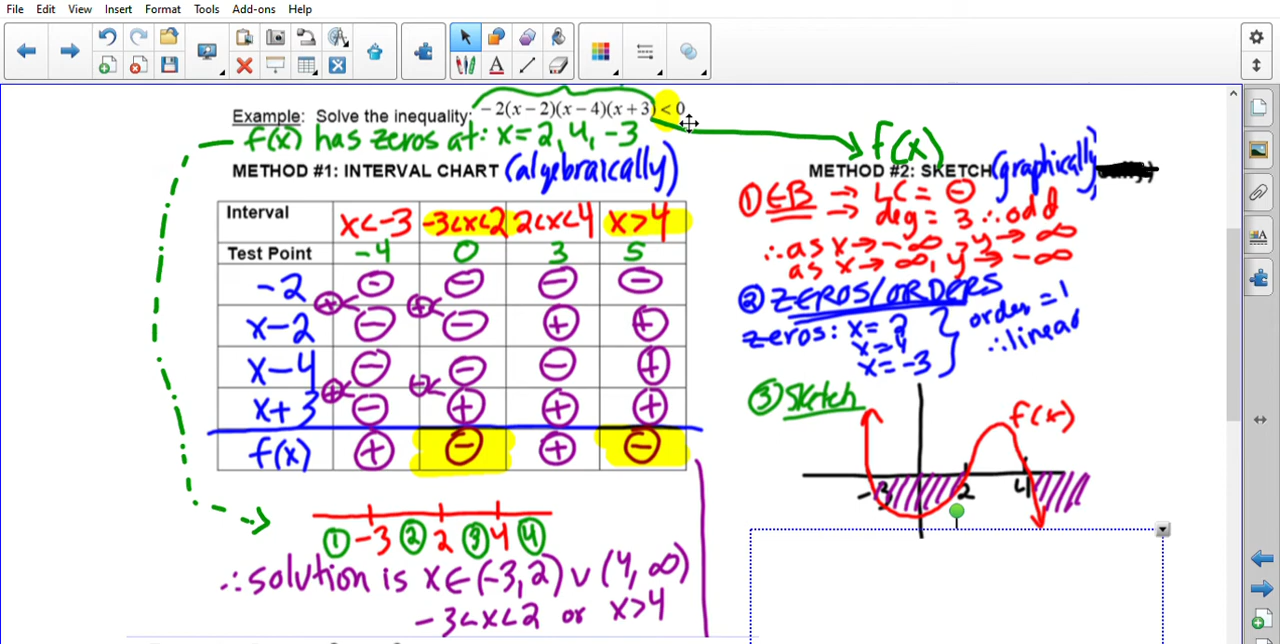 File Edit View Insert Format Tools Add-ons Help
Example: Solve the inequality: −2(x−2)(x−4)(x+3) < 0
f(x) has zeros at: x = 2, 4, -3
f(x)
METHOD #1: INTERVAL CHART (algebraically)
Interval x<-3 -3<x<2 2<x<4 x>4
Test Point -4 0 3 5
-2 - - - -
x-2 - - + +
x-4 - - - +
x+3 - + + +
+ +
+ +
f(x) + - + -
-3 2 4
1 2 3 4
∴ solution is x ∈ (-3, 2) ∪ (4, ∞)
-3<x<2 or x>4
METHOD #2: SKETCH (graphically)
① EB → LC = -
→ deg = 3 ∴ odd
∴ as x → -∞, y → ∞
as x → ∞, y → -∞
② ZEROS/ORDERS
zeros: x = 2
x = 4
x = -3
order = 1
∴ linear
③ Sketch
f(x)
-3 2 4